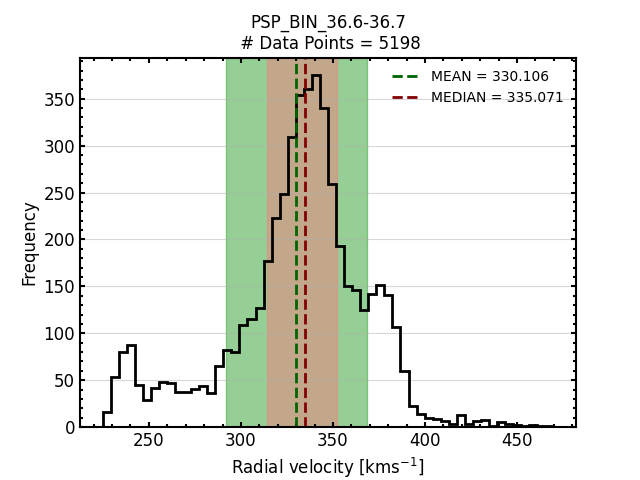 PSP_BIN_36.6-36.7
# Data Points = 5198
MEAN = 330.106
MEDIAN = 335.071
Frequency
350
300
250
200
150
100
50
0
250 300 350 400 450
Radial velocity [kms⁻¹]